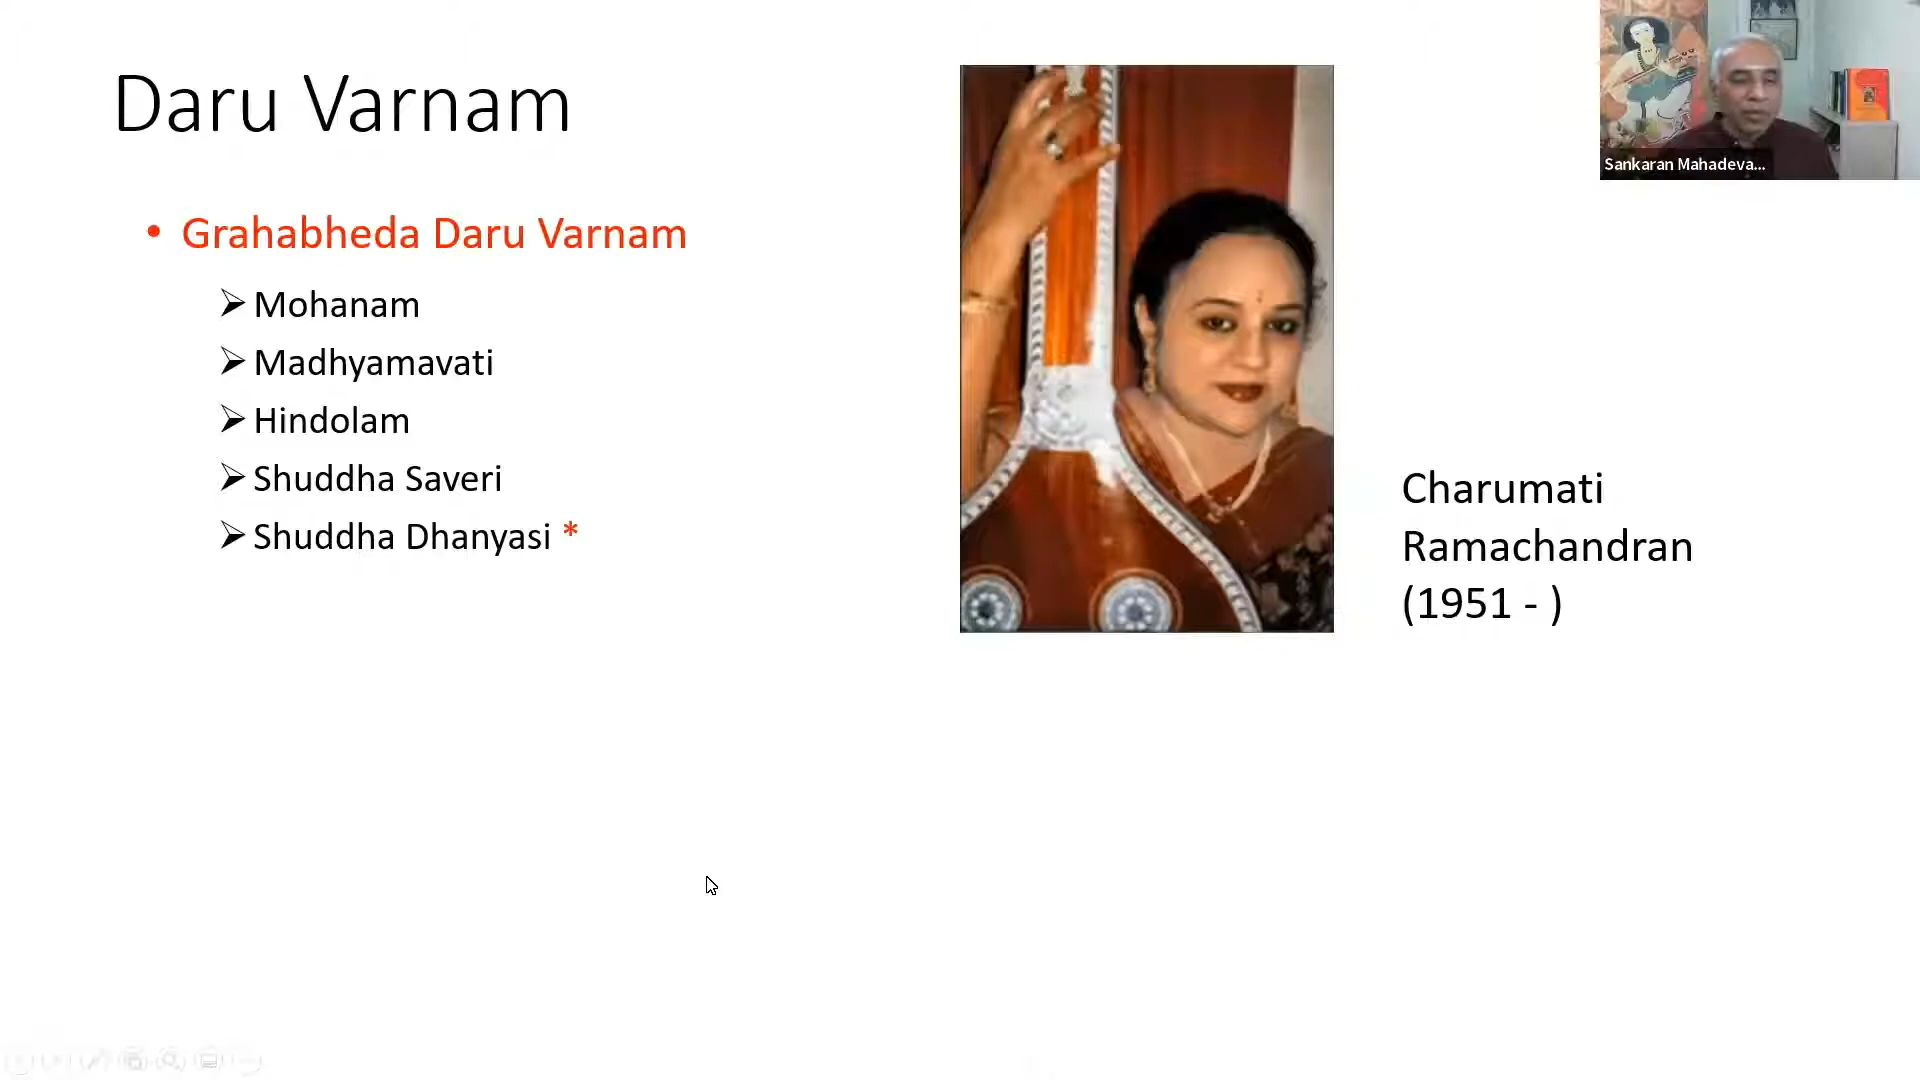 Daru Varnam
• Grahabheda Daru Varnam
➢ Mohanam
➢ Madhyamavati
➢ Hindolam
➢ Shuddha Saveri
➢ Shuddha Dhanyasi *
Charumati
Ramachandran
(1951 - )
Sankaran Mahadeva...